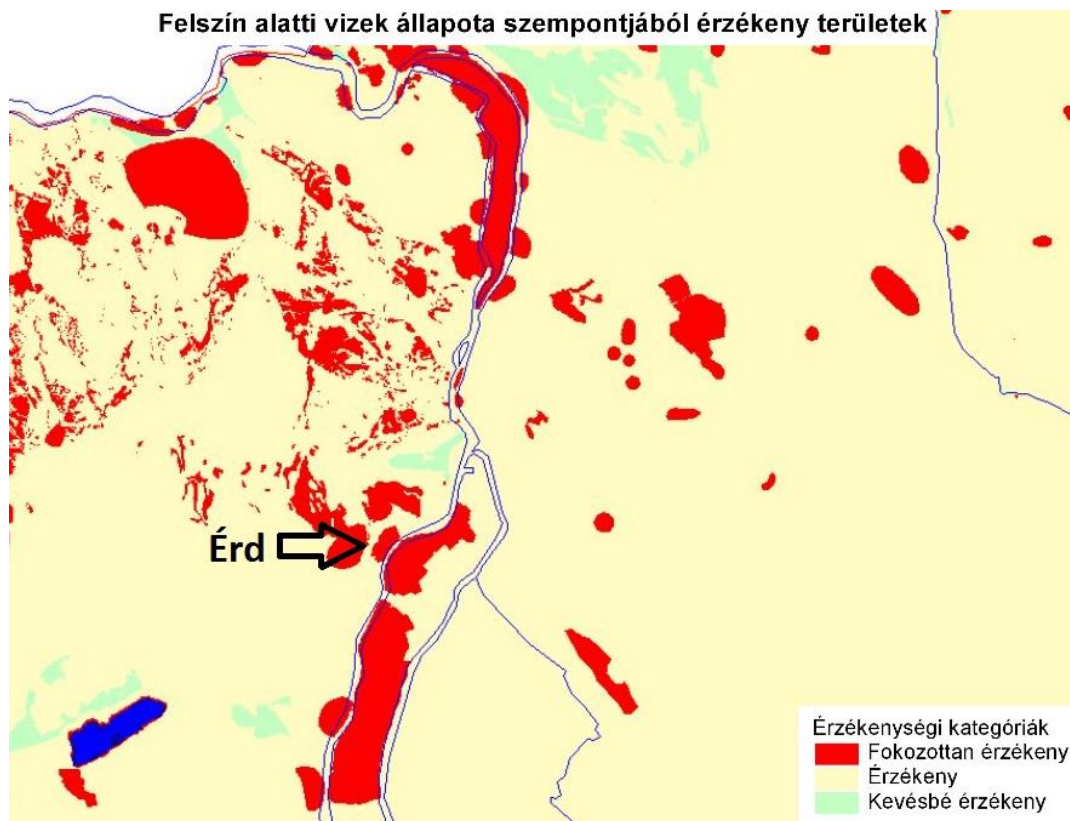 Felszín alatti vizek állapota szempontjából érzékeny területek
Érd
Érzékenységi kategóriák
Fokozottan érzékeny
Érzékeny
Kevésbé érzékeny